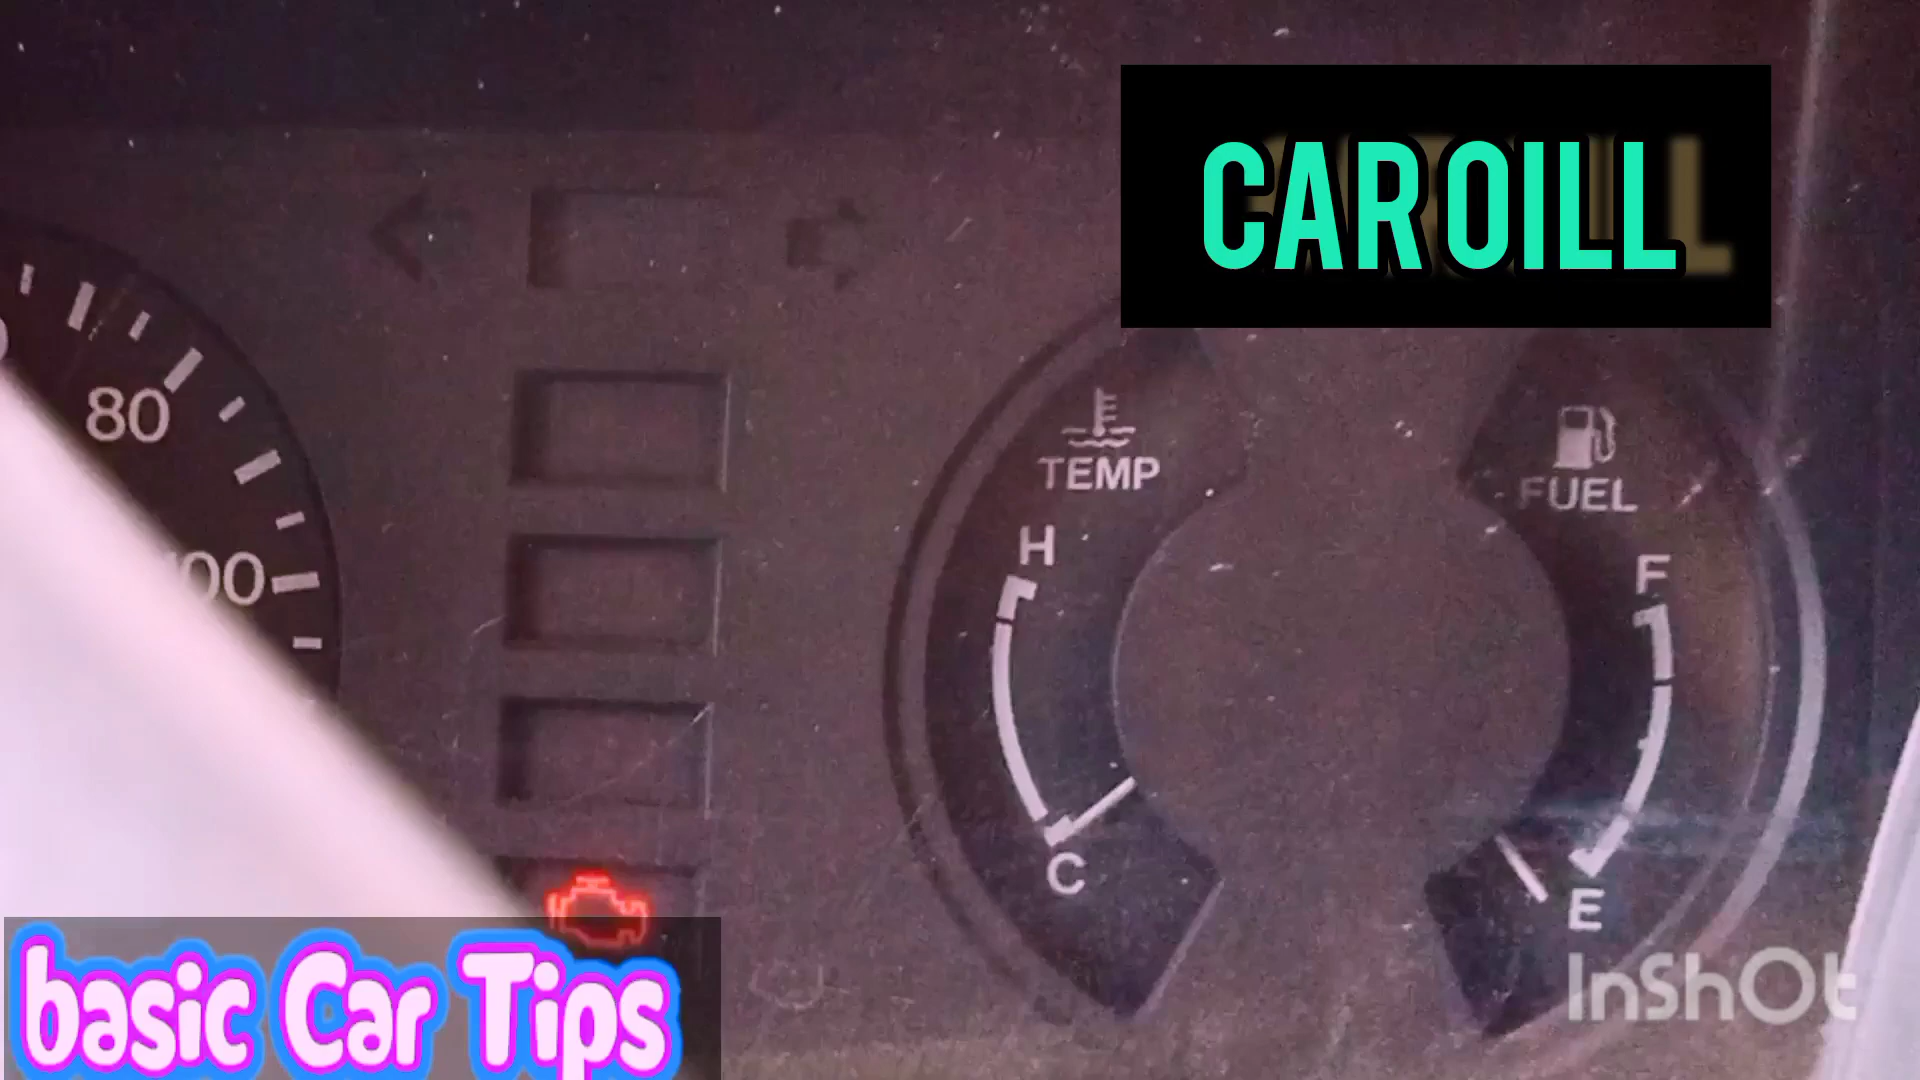 CAR OILL
80
TEMP
FUEL
H
F
C
E
InShOt
basic Car Tips